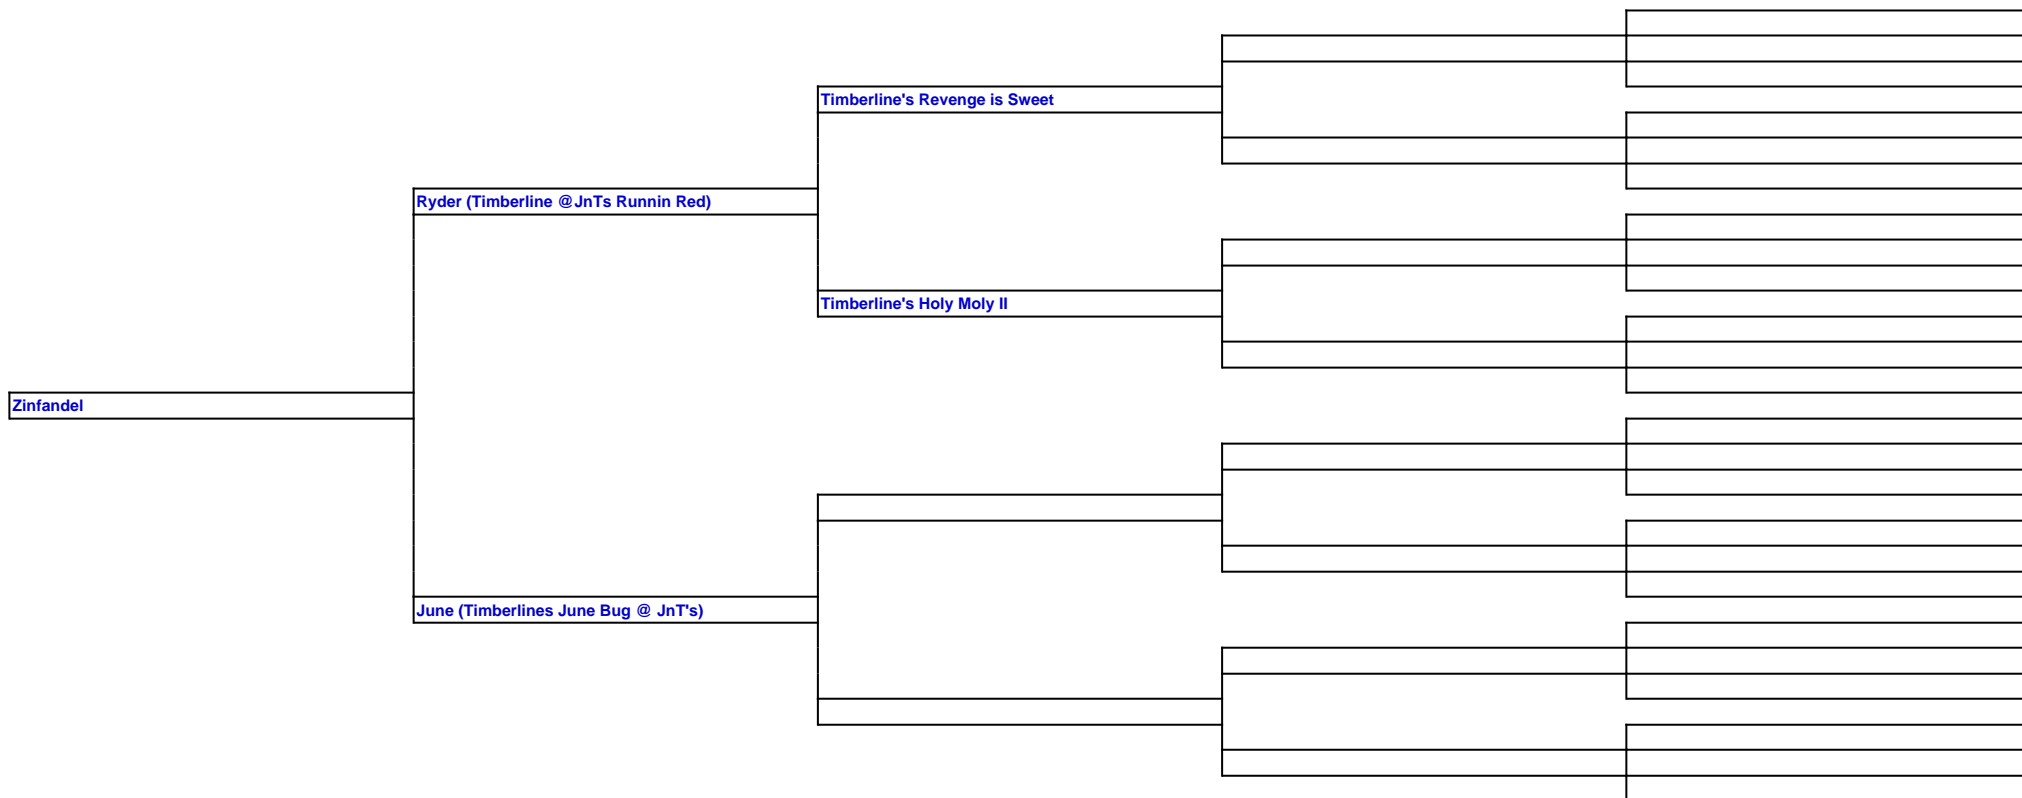 Timberline's Revenge is Sweet
Ryder (Timberline @JnTs Runnin Red)
Timberline's Holy Moly II
Zinfandel
June (Timberlines June Bug @ JnT's)